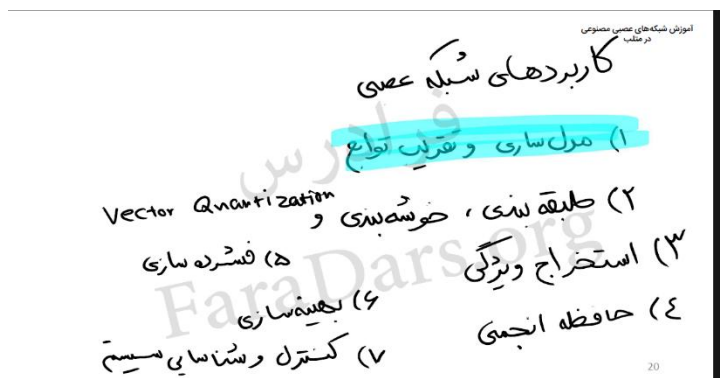 آموزش شبکه‌های عصبی مصنوعی
در متلب
کاربردهای شبکه عصبی
۱) مدل سازی و تقریب توابع
۲) طبقه بندی ، خوشه بندی و Vector Quantization
۳) استخراج ویژگی
۴) حافظه انجمنی
۵) فشرده سازی
۶) بهینه سازی
۷) کنترل و شناسایی سیستم
فرادرس
FaraDars.org
20